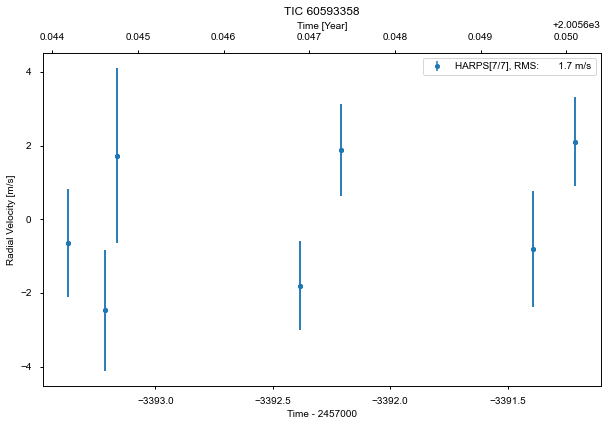 TIC 60593358
Time [Year]
+2.0056e3
0.044 0.045 0.046 0.047 0.048 0.049 0.050
HARPS[7/7], RMS: 1.7 m/s
4
2
0
−2
−4
Radial Velocity [m/s]
−3393.0 −3392.5 −3392.0 −3391.5
Time - 2457000